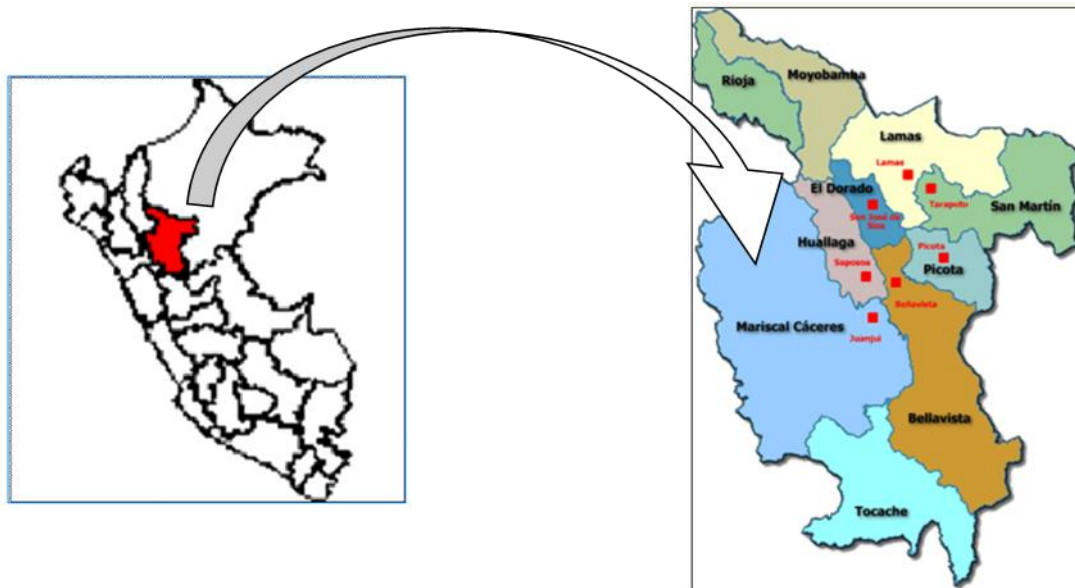 Moyobamba
Rioja
Lamas
Lamas
El Dorado
Tarapoto
San Martín
San José de
Sisa
Huallaga
Picota
Saposoa
Picota
Bellavista
Mariscal Cáceres
Juanjui
Bellavista
Tocache